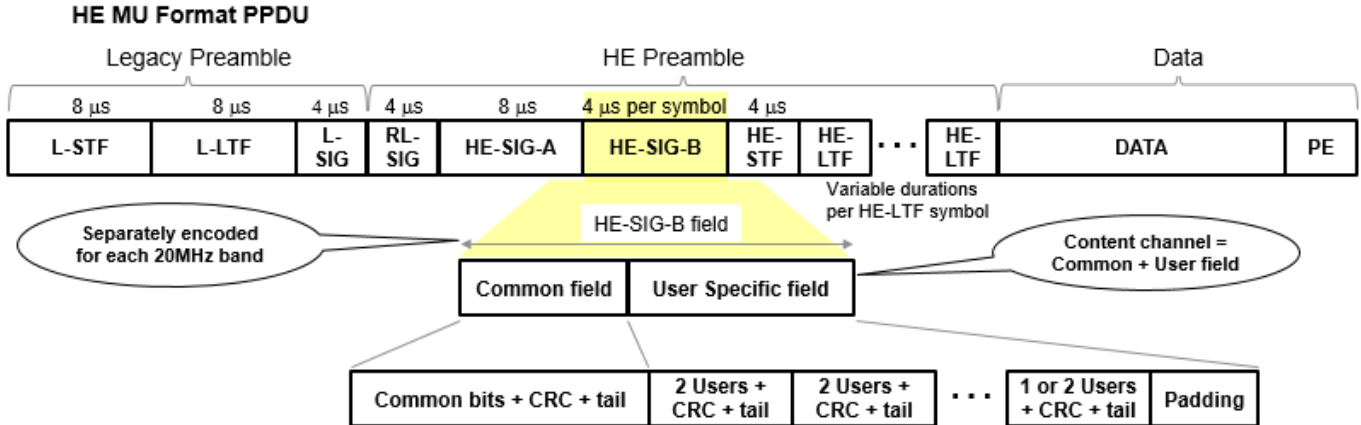 HE MU Format PPDU
Legacy Preamble
HE Preamble
Data
8 μs
8 μs
4 μs
4 μs
8 μs
4 μs per symbol
4 μs
L-STF
L-LTF
L-
SIG
RL-
SIG
HE-SIG-A
HE-SIG-B
HE-
STF
HE-
LTF
...
HE-
LTF
DATA
PE
Variable durations
per HE-LTF symbol
Separately encoded
for each 20MHz band
HE-SIG-B field
Content channel =
Common + User field
Common field
User Specific field
Common bits + CRC + tail
2 Users +
CRC + tail
2 Users +
CRC + tail
...
1 or 2 Users
+ CRC + tail
Padding